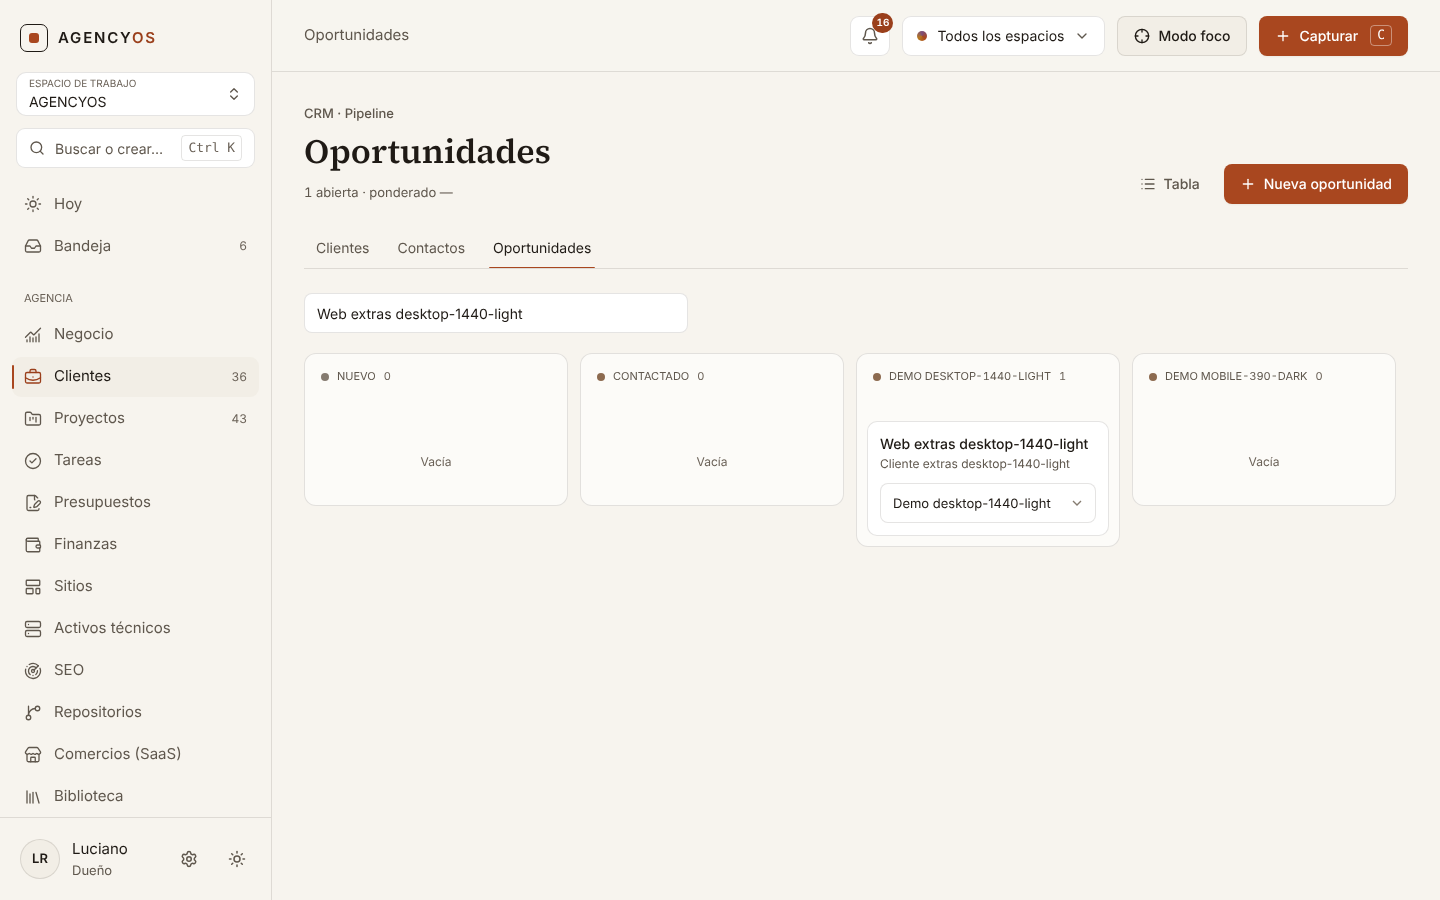 AGENCYOS
ESPACIO DE TRABAJO
AGENCYOS
Buscar o crear... Ctrl K
Hoy
Bandeja 6
AGENCIA
Negocio
Clientes 36
Proyectos 43
Tareas
Presupuestos
Finanzas
Sitios
Activos técnicos
SEO
Repositorios
Comercios (SaaS)
Biblioteca
LR
Luciano
Dueño
Oportunidades
16
Todos los espacios
Modo foco
Capturar C
CRM · Pipeline
Oportunidades
1 abierta · ponderado —
Tabla
Nueva oportunidad
Clientes
Contactos
Oportunidades
Web extras desktop-1440-light
NUEVO 0
Vacía
CONTACTADO 0
Vacía
DEMO DESKTOP-1440-LIGHT 1
Web extras desktop-1440-light
Cliente extras desktop-1440-light
Demo desktop-1440-light
DEMO MOBILE-390-DARK 0
Vacía